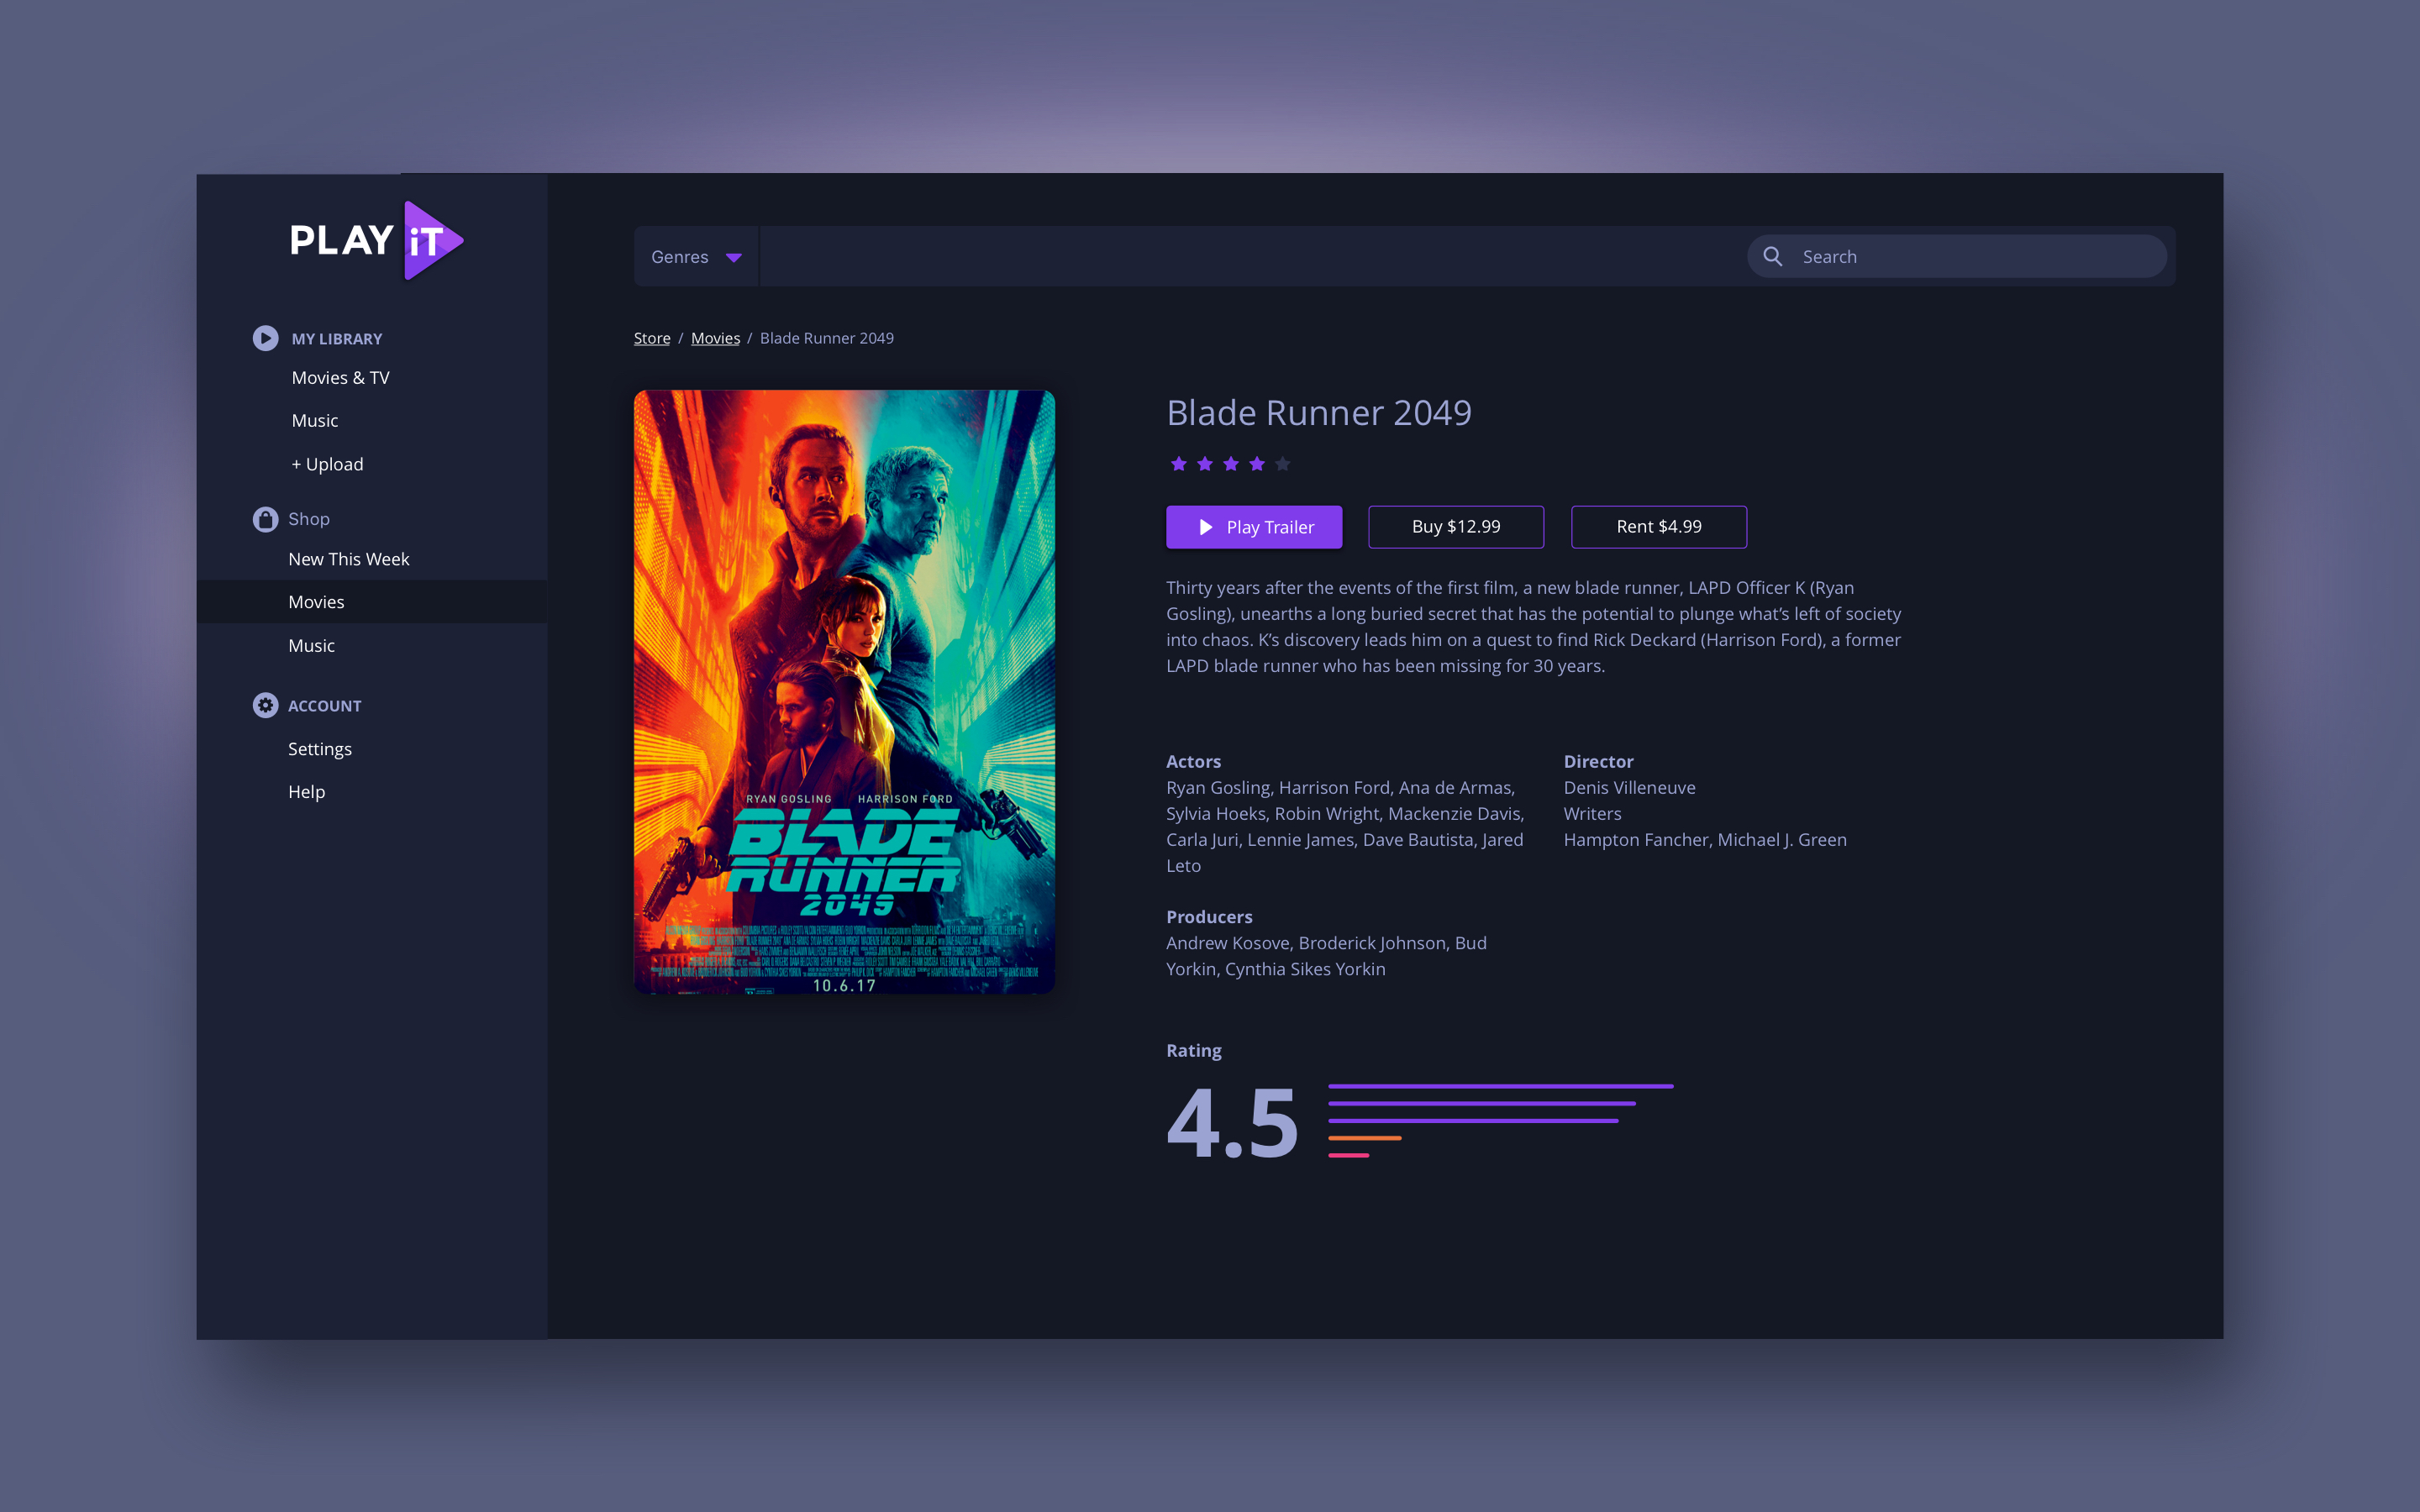 PLAY iT
MY LIBRARY
Movies & TV
Music
+ Upload
Shop
New This Week
Movies
Music
ACCOUNT
Settings
Help
Genres
Search
Store / Movies / Blade Runner 2049
RYAN GOSLING HARRISON FORD
BLADE
RUNNER
2049
10.6.17
Blade Runner 2049
Play Trailer
Buy $12.99
Rent $4.99
Thirty years after the events of the first film, a new blade runner, LAPD Officer K (Ryan
Gosling), unearths a long buried secret that has the potential to plunge what’s left of society
into chaos. K’s discovery leads him on a quest to find Rick Deckard (Harrison Ford), a former
LAPD blade runner who has been missing for 30 years.
Actors
Ryan Gosling, Harrison Ford, Ana de Armas,
Sylvia Hoeks, Robin Wright, Mackenzie Davis,
Carla Juri, Lennie James, Dave Bautista, Jared
Leto
Director
Denis Villeneuve
Writers
Hampton Fancher, Michael J. Green
Producers
Andrew Kosove, Broderick Johnson, Bud
Yorkin, Cynthia Sikes Yorkin
Rating
4.5